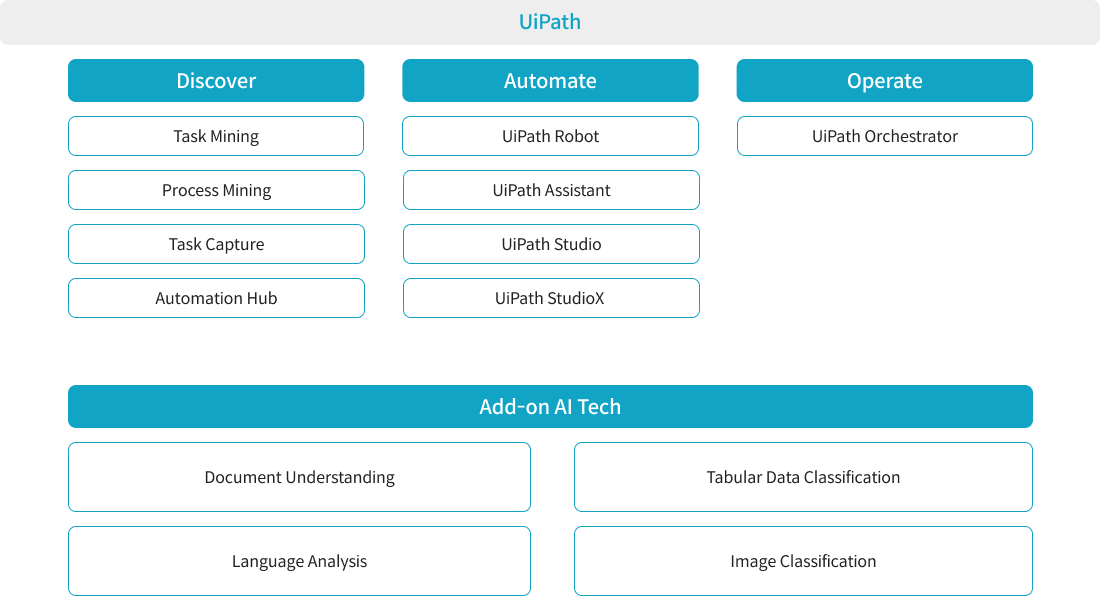 UiPath
Discover
Task Mining
Process Mining
Task Capture
Automation Hub
Automate
UiPath Robot
UiPath Assistant
UiPath Studio
UiPath StudioX
Operate
UiPath Orchestrator
Add-on AI Tech
Document Understanding
Tabular Data Classification
Language Analysis
Image Classification